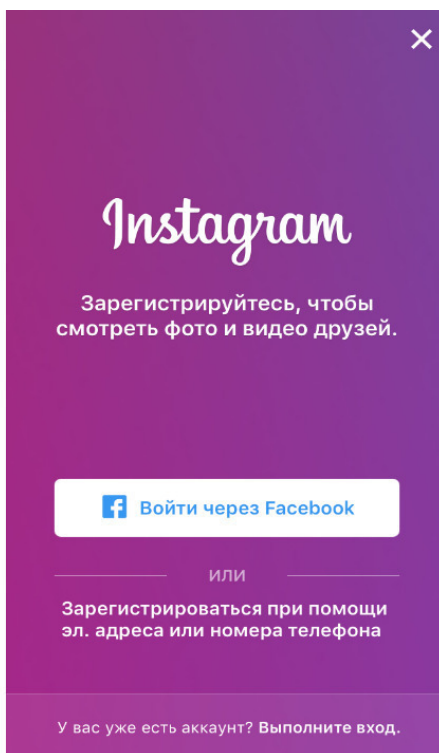 Instagram
Зарегистрируйтесь, чтобы
смотреть фото и видео друзей.
Войти через Facebook
или
Зарегистрироваться при помощи
эл. адреса или номера телефона
У вас уже есть аккаунт? Выполните вход.